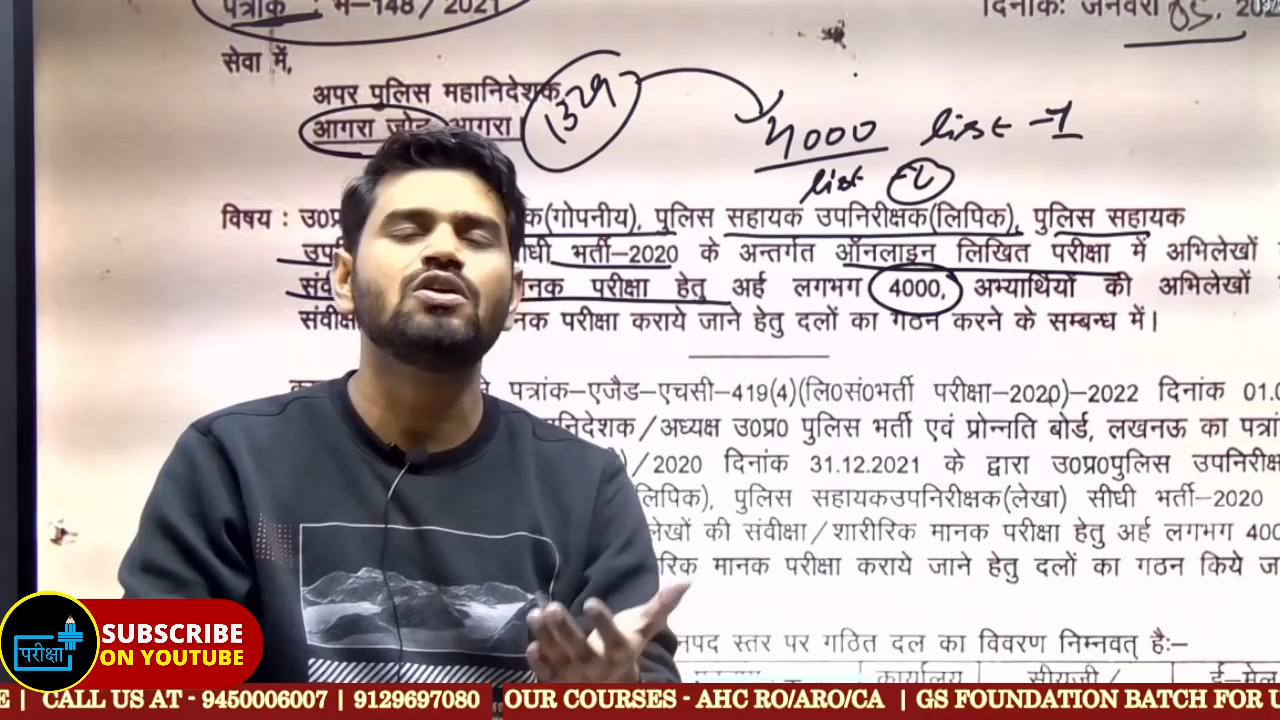 पत्रांक : म-148/2021
दिनांक: जनवरी 05, 202
सेवा में,
अपर पुलिस महानिदेशक
आगरा जोन, आगरा।
4000 list -1
list -2
विषय : उ0प्र क(गोपनीय), पुलिस सहायक उपनिरीक्षक(लिपिक), पुलिस सहायक
उप ीधी भर्ती–2020 के अन्तर्गत ऑनलाइन लिखित परीक्षा में अभिलेखों
संवी ानक परीक्षा हेतु अर्ह लगभग 4000, अभ्यार्थियों की अभिलेखों
संवीक्षा नक परीक्षा कराये जाने हेतु दलों का गठन करने के सम्बन्ध में।
पत्रांक–एजैड–एचसी–419(4)(लि0सं0भर्ती परीक्षा–2020)–2022 दिनांक 01.0
निदेशक/अध्यक्ष उ0प्र0 पुलिस भर्ती एवं प्रोन्नति बोर्ड, लखनऊ का पत्रां
)/2020 दिनांक 31.12.2021 के द्वारा उ0प्र0पुलिस उपनिरीक्ष
लिपिक), पुलिस सहायकउपनिरीक्षक(लेखा) सीधी भर्ती–2020
लेखों की संवीक्षा/शारीरिक मानक परीक्षा हेतु अर्ह लगभग 400
रिक मानक परीक्षा कराये जाने हेतु दलों का गठन किये ज
नपद स्तर पर गठित दल का विवरण निम्नवत् है:–
कार्यालय सीयूजी/ ई–मेल
परीक्षा
SUBSCRIBE
ON YOUTUBE
E | CALL US AT - 9450006007 | 9129697080 OUR COURSES - AHC RO/ARO/CA | GS FOUNDATION BATCH FOR U